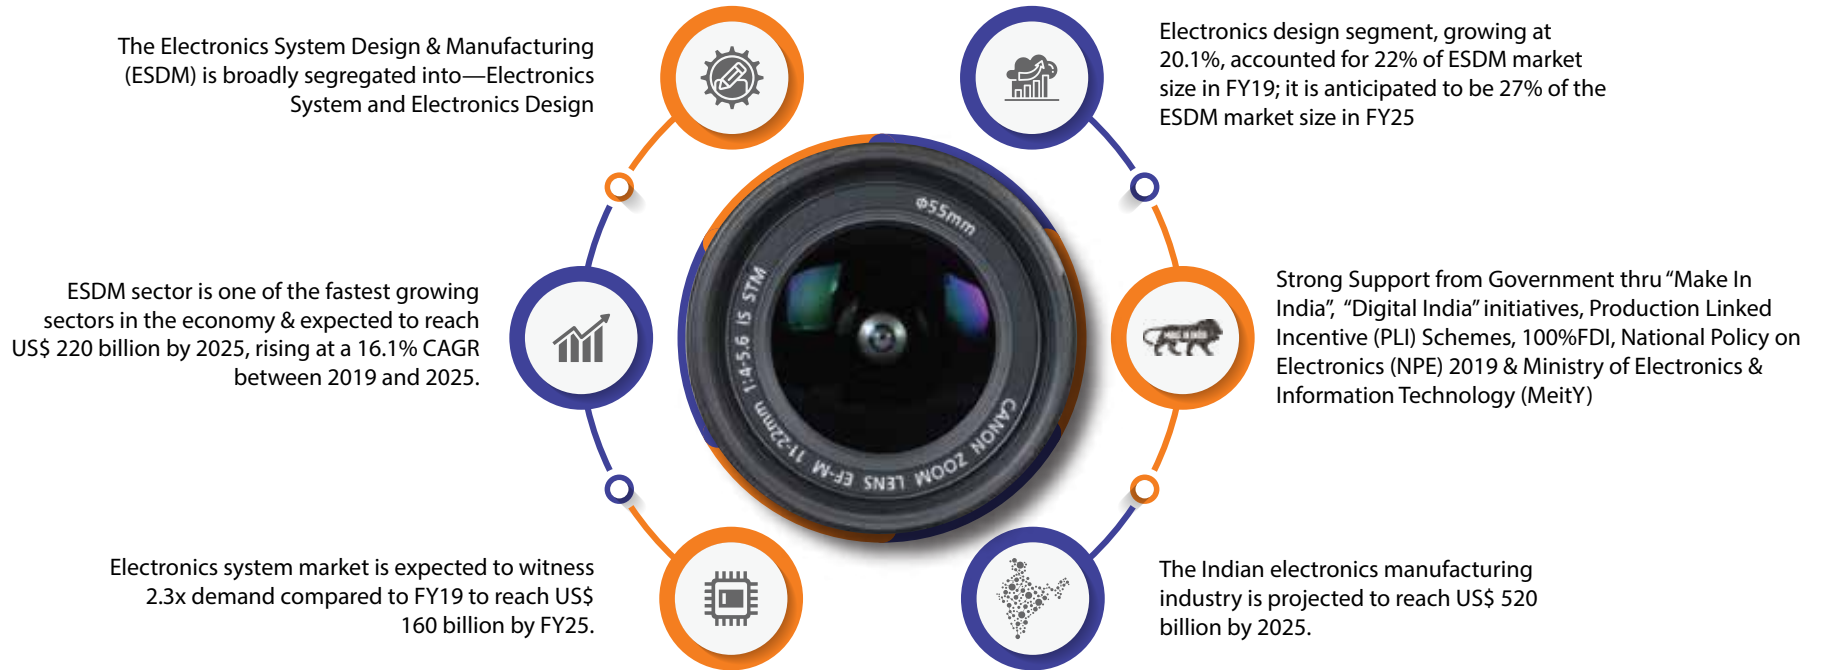 The Electronics System Design & Manufacturing
(ESDM) is broadly segregated into—Electronics
System and Electronics Design
Electronics design segment, growing at
20.1%, accounted for 22% of ESDM market
size in FY19; it is anticipated to be 27% of the
ESDM market size in FY25
ESDM sector is one of the fastest growing
sectors in the economy & expected to reach
US$ 220 billion by 2025, rising at a 16.1% CAGR
between 2019 and 2025.
Φ55mm
CANON ZOOM LENS EF-M 11-22mm 1:4-5.6 IS STM
Strong Support from Government thru “Make In
India”, “Digital India” initiatives, Production Linked
Incentive (PLI) Schemes, 100%FDI, National Policy on
Electronics (NPE) 2019 & Ministry of Electronics &
Information Technology (MeitY)
Electronics system market is expected to witness
2.3x demand compared to FY19 to reach US$
160 billion by FY25.
The Indian electronics manufacturing
industry is projected to reach US$ 520
billion by 2025.